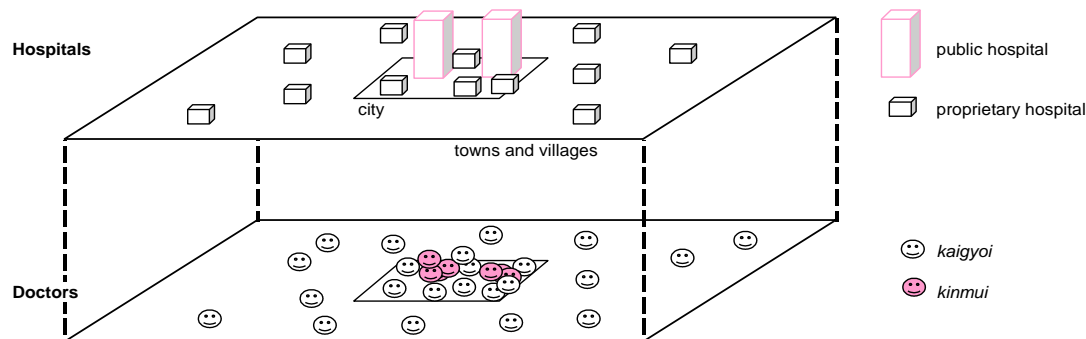 Hospitals
public hospital
proprietary hospital
city
towns and villages
kaigyoi
Doctors
kinmui